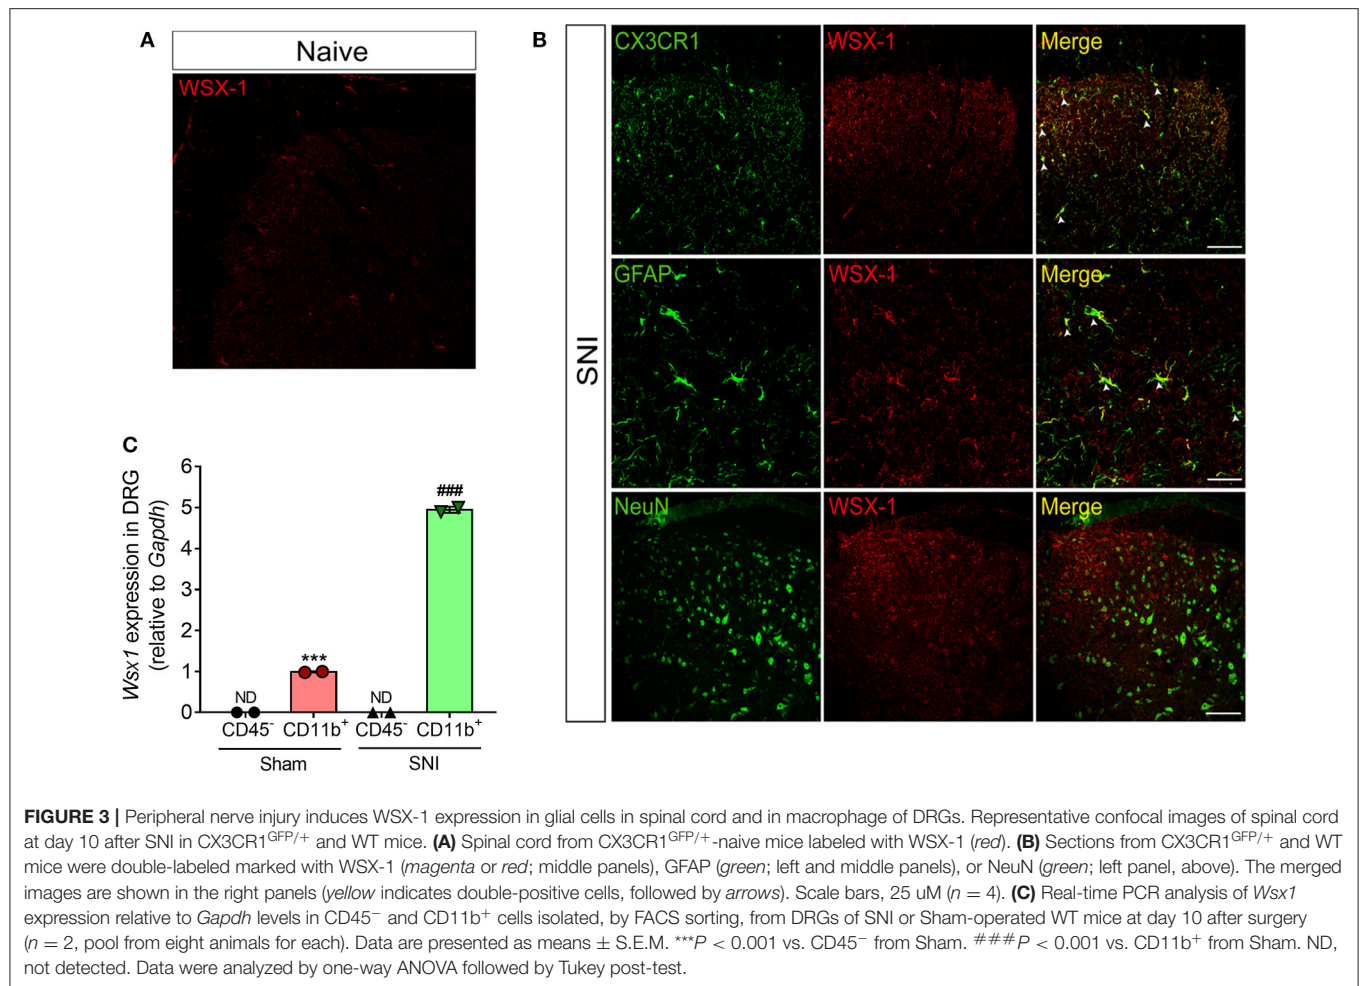 A
Naive
WSX-1
B
SNI
CX3CR1
WSX-1
Merge
GFAP
WSX-1
Merge
NeuN
WSX-1
Merge
C
Wsx1 expression in DRG
(relative to Gapdh)
6
5
4
3
2
1
0
ND
***
ND
###
CD45⁻ CD11b⁺ CD45⁻ CD11b⁺
Sham SNI
FIGURE 3 | Peripheral nerve injury induces WSX-1 expression in glial cells in spinal cord and in macrophage of DRGs. Representative confocal images of spinal cord
at day 10 after SNI in CX3CR1ᴳᶠᴾ/⁺ and WT mice. (A) Spinal cord from CX3CR1ᴳᶠᴾ/⁺-naive mice labeled with WSX-1 (red). (B) Sections from CX3CR1ᴳᶠᴾ/⁺ and WT
mice were double-labeled marked with WSX-1 (magenta or red; middle panels), GFAP (green; left and middle panels), or NeuN (green; left panel, above). The merged
images are shown in the right panels (yellow indicates double-positive cells, followed by arrows). Scale bars, 25 uM (n = 4). (C) Real-time PCR analysis of Wsx1
expression relative to Gapdh levels in CD45⁻ and CD11b⁺ cells isolated, by FACS sorting, from DRGs of SNI or Sham-operated WT mice at day 10 after surgery
(n = 2, pool from eight animals for each). Data are presented as means ± S.E.M. ***P < 0.001 vs. CD45⁻ from Sham. ###P < 0.001 vs. CD11b⁺ from Sham. ND,
not detected. Data were analyzed by one-way ANOVA followed by Tukey post-test.